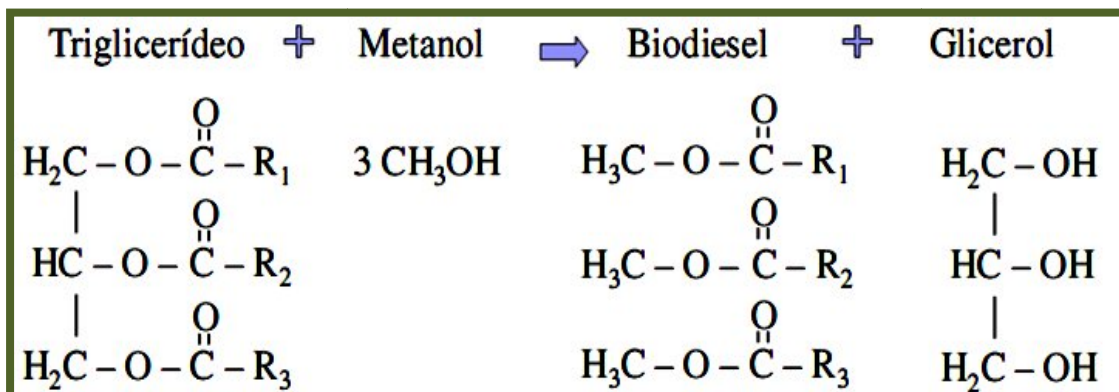 Triglicerídeo + Metanol ⇒ Biodiesel + Glicerol
O O
H₂C – O – C – R₁ 3 CH₃OH H₃C – O – C – R₁ H₂C – OH
O O
HC – O – C – R₂ H₃C – O – C – R₂ HC – OH
O O
H₂C – O – C – R₃ H₃C – O – C – R₃ H₂C – OH